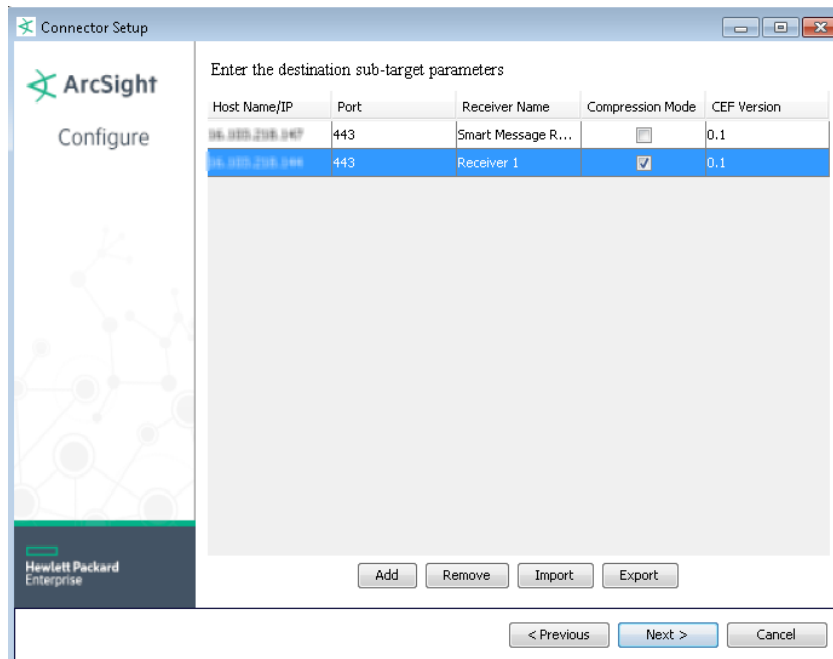 Connector Setup
ArcSight
Configure
Enter the destination sub-target parameters
Host Name/IP Port Receiver Name Compression Mode CEF Version
443 Smart Message R... 0.1
443 Receiver 1 0.1
Hewlett Packard
Enterprise
Add Remove Import Export
< Previous Next > Cancel